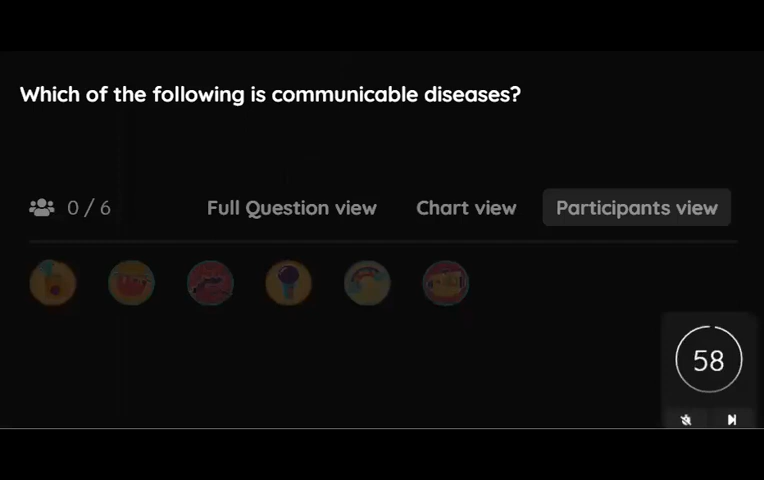 Which of the following is communicable diseases?
0 / 6 Full Question view Chart view Participants view
58